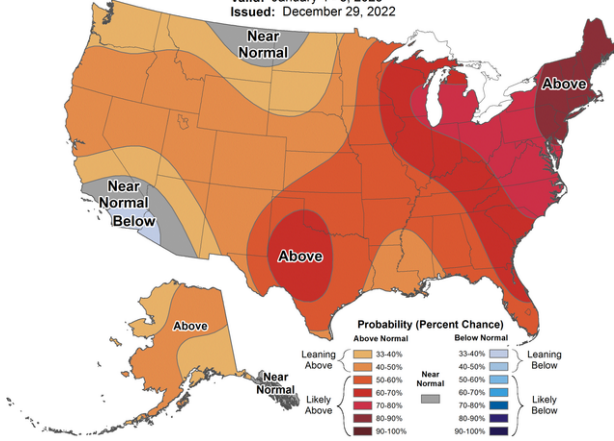 Issued: December 29, 2022
Near
Normal
Above
Near
Normal
Below
Above
Above
Near
Normal
Probability (Percent Chance)
Above Normal
Below Normal
Leaning
Above
Likely
Above
33-40%
40-50%
50-60%
60-70%
70-80%
80-90%
90-100%
Near
Normal
33-40%
40-50%
50-60%
60-70%
70-80%
80-90%
90-100%
Leaning
Below
Likely
Below